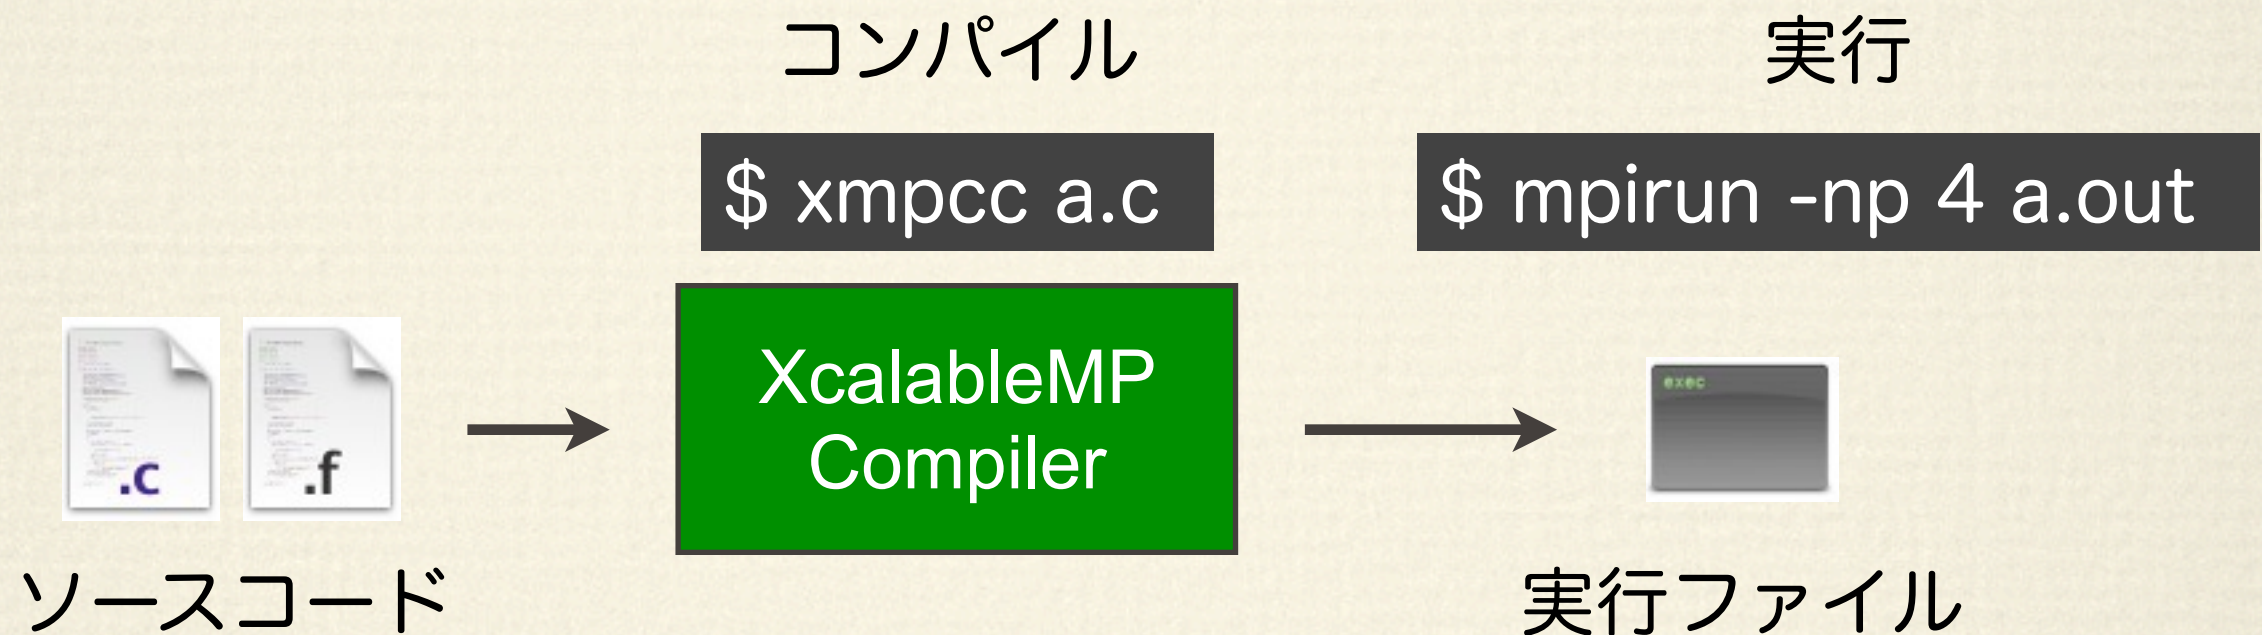 コンパイル
実行
$ xmpcc a.c
$ mpirun -np 4 a.out
XcalableMP
Compiler
.c
.f
exec
ソースコード
実行ファイル